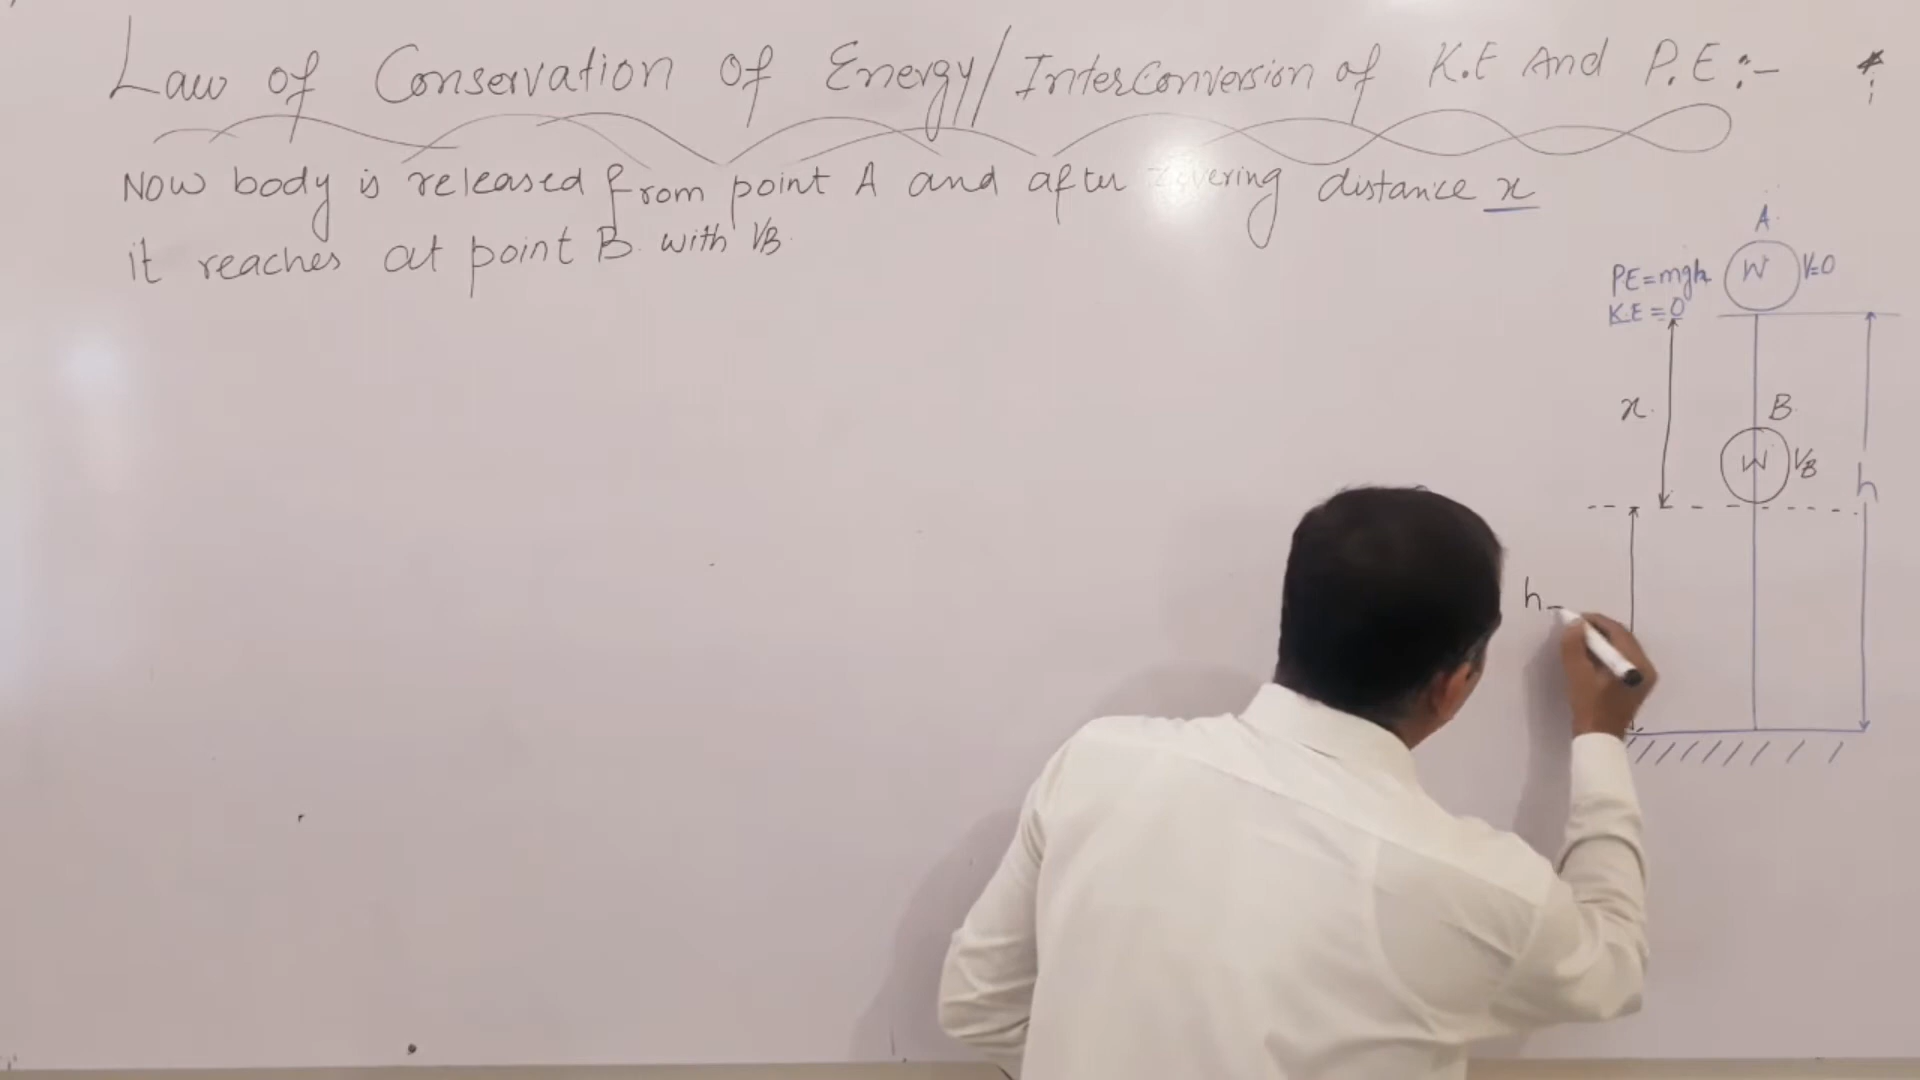 Law of Conservation of Energy/Interconversion of K.E And P.E:-
Now body is released from point A and after covering distance x
it reaches at point B. with VB.
A.
PE=mgh
W
V=0
K.E=0
x.
B
W
VB
h
h-